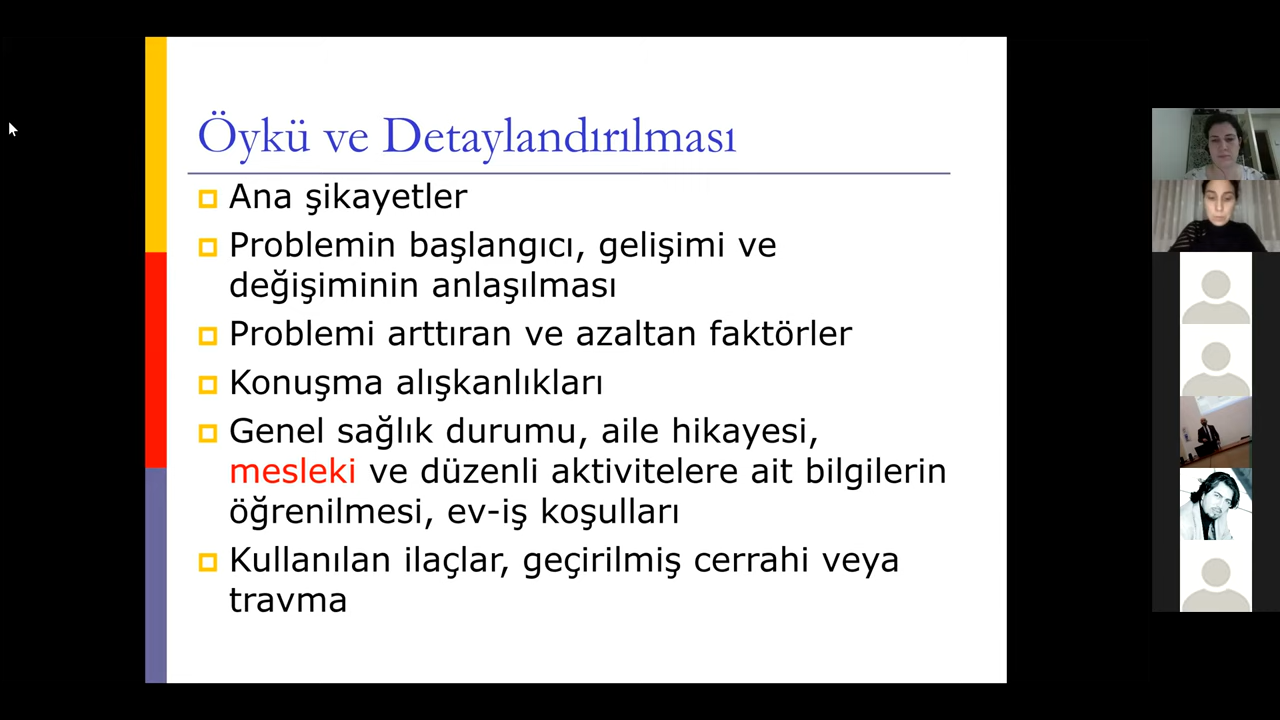 Öykü ve Detaylandırılması
Ana şikayetler
Problemin başlangıcı, gelişimi ve
değişiminin anlaşılması
Problemi arttıran ve azaltan faktörler
Konuşma alışkanlıkları
Genel sağlık durumu, aile hikayesi,
mesleki ve düzenli aktivitelere ait bilgilerin
öğrenilmesi, ev-iş koşulları
Kullanılan ilaçlar, geçirilmiş cerrahi veya
travma